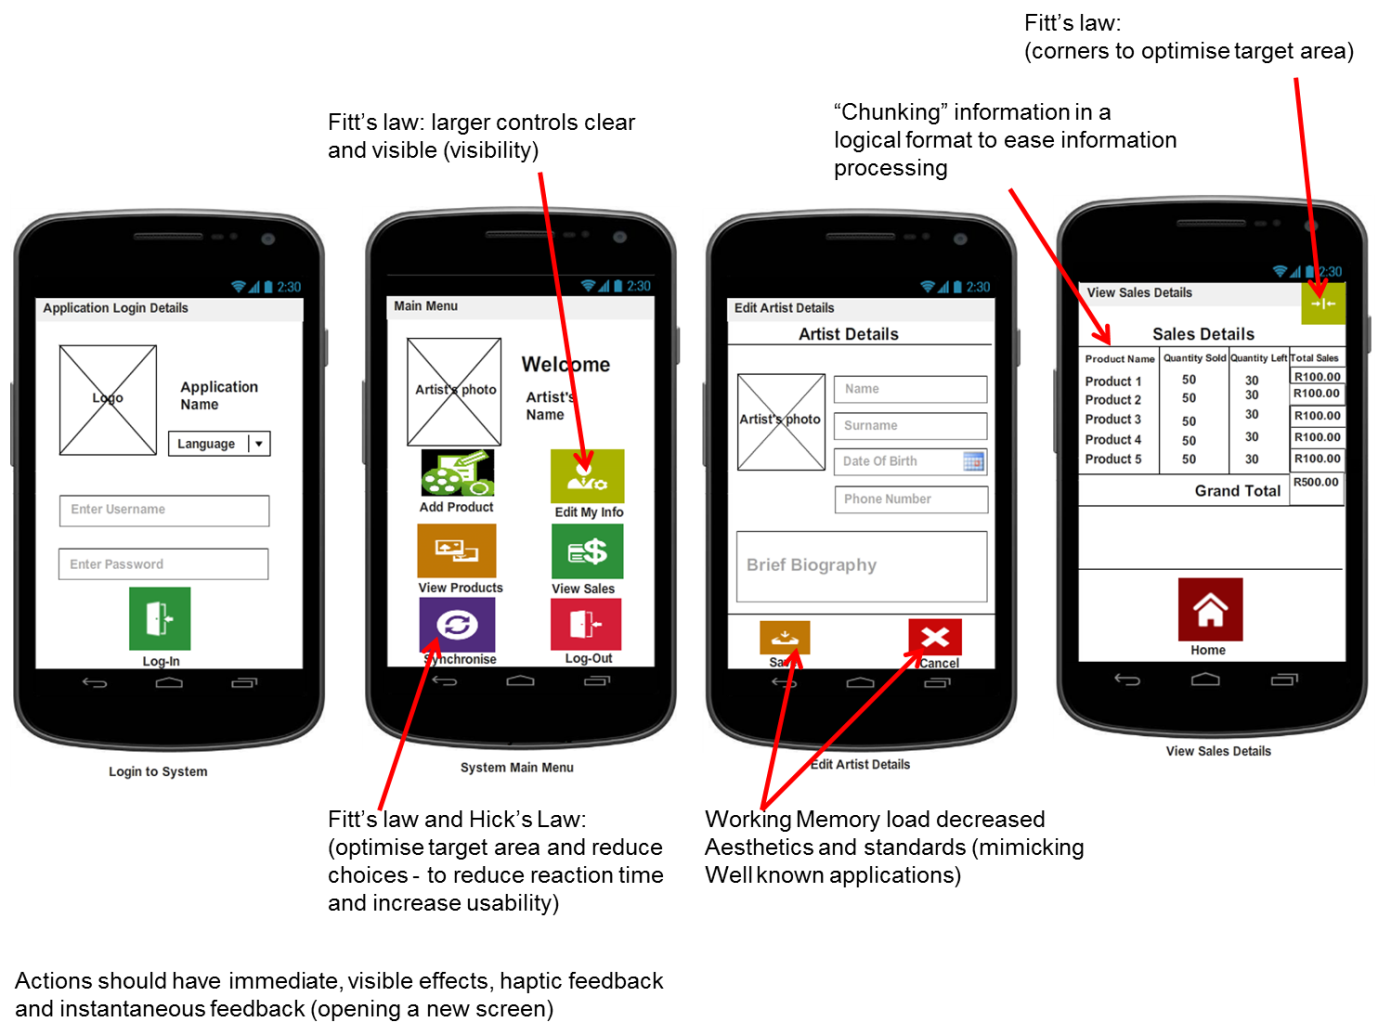 Fitt's law:
(corners to optimise target area)
"Chunking" information in a
logical format to ease information
processing
Fitt's law: larger controls clear
and visible (visibility)
2:30
Application Login Details
Logo
Application
Name
Language
Enter Username
Enter Password
Log-In
Login to System
2:30
Main Menu
Artist's photo
Welcome
Artist's
Name
Add Product
Edit My Info
View Products
View Sales
Synchronise
Log-Out
System Main Menu
2:30
Edit Artist Details
Artist Details
Artist's photo
Name
Surname
Date Of Birth
Phone Number
Brief Biography
Cancel
Edit Artist Details
2:30
View Sales Details
Sales Details
Product Name Quantity Sold Quantity Left Total Sales
Product 1 50 30 R100.00
Product 2 50 30 R100.00
Product 3 50 30 R100.00
Product 4 50 30 R100.00
Product 5 50 30 R100.00
Grand Total R500.00
Home
View Sales Details
Fitt's law and Hick's Law:
(optimise target area and reduce
choices - to reduce reaction time
and increase usability)
Working Memory load decreased
Aesthetics and standards (mimicking
Well known applications)
Actions should have immediate, visible effects, haptic feedback
and instantaneous feedback (opening a new screen)